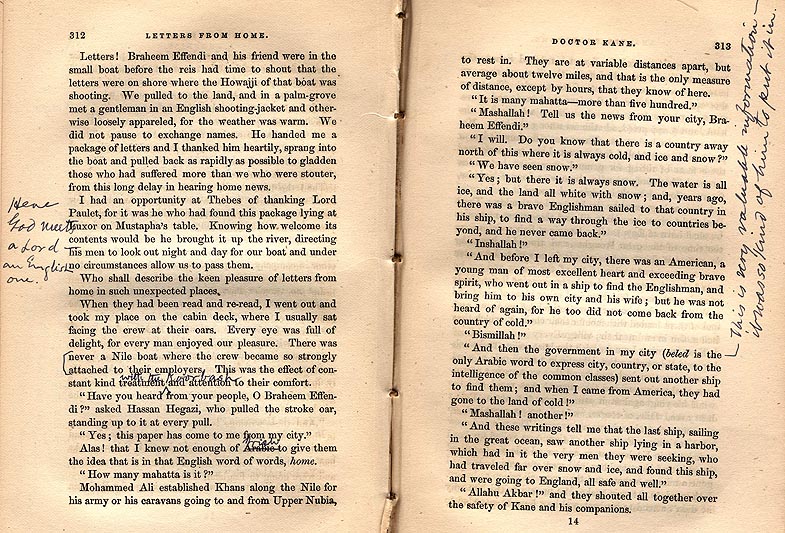 312 LETTERS FROM HOME.
Letters! Braheem Effendi and his friend were in the
small boat before the reis had time to shout that the
letters were on shore where the Howajji of that boat was
shooting. We pulled to the land, and in a palm-grove
met a gentleman in an English shooting-jacket and other-
wise loosely appareled, for the weather was warm. We
did not pause to exchange names. He handed me a
package of letters and I thanked him heartily, sprang into
the boat and pulled back as rapidly as possible to gladden
those who had suffered more than we who were stouter,
from this long delay in hearing home news.
I had an opportunity at Thebes of thanking Lord
Paulet, for it was he who had found this package lying at
Luxor on Mustapha's table. Knowing how welcome its
contents would be he brought it up the river, directing
his men to look out night and day for our boat and under
no circumstances allow us to pass them.
Who shall describe the keen pleasure of letters from
home in such unexpected places.
When they had been read and re-read, I went out and
took my place on the cabin deck, where I usually sat
facing the crew at their oars. Every eye was full of
delight, for every man enjoyed our pleasure. There was
never a Nile boat where the crew became so strongly
attached to their employers. This was the effect of con-
stant kind treatment and attention to their comfort.
"Have you heard from your people, O Braheem Effen-
di?" asked Hassan Hegazi, who pulled the stroke oar,
standing up to it at every pull.
"Yes; this paper has come to me from my city."
Alas! that I knew not enough of Arabic to give them
the idea that is in that English word of words, home.
"How many mahatta is it?"
Mohammed Ali established Khans along the Nile for
his army or his caravans going to and from Upper Nubia,
Here
God meets
a Lord—
an English
one.
DOCTOR KANE. 313
to rest in. They are at variable distances apart, but
average about twelve miles, and that is the only measure
of distance, except by hours, that they know of here.
"It is many mahatta—more than five hundred."
"Mashallah! Tell us the news from your city, Bra-
heem Effendi."
"I will. Do you know that there is a country away
north of this where it is always cold, and ice and snow?"
"We have seen snow."
"Yes; but there it is always snow. The water is all
ice, and the land all white with snow; and, years ago,
there was a brave Englishman sailed to that country in
his ship, to find a way through the ice to countries be-
yond, and he never came back."
"Inshallah!"
"And before I left my city, there was an American, a
young man of most excellent heart and exceeding brave
spirit, who went out in a ship to find the Englishman, and
bring him to his own city and his wife; but he was not
heard of again, for he too did not come back from the
country of cold."
"Bismillah!"
"And then the government in my city (beled is the
only Arabic word to express city, country, or state, to the
intelligence of the common classes) sent out another ship
to find them; and when I came from America, they had
gone to the land of cold!"
"Mashallah! another!"
"And these writings tell me that the last ship, sailing
in the great ocean, saw another ship lying in a harbor,
which had in it the very men they were seeking, who
had traveled far over snow and ice, and found this ship,
and were going to England, all safe and well."
"Allahu Akbar!" and they shouted all together over
the safety of Kane and his companions.
14
This is very valuable information—
it was so kind of him to put it in.